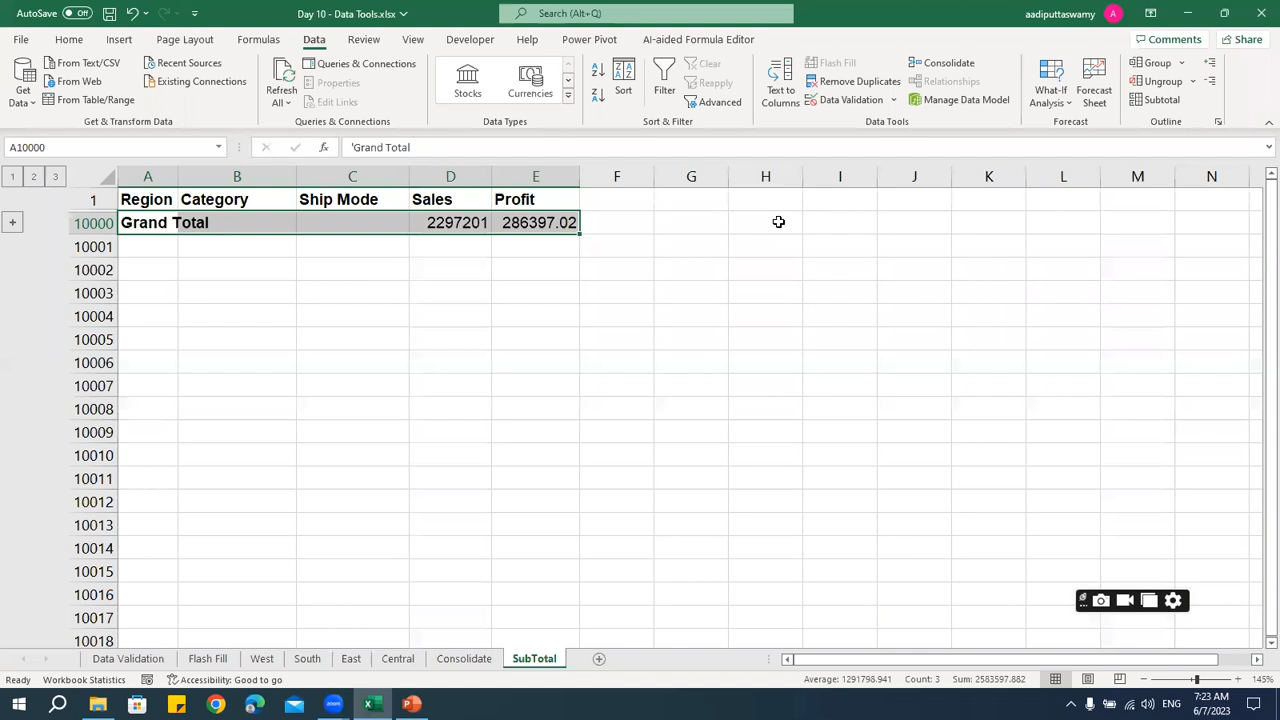 AutoSave Off Day 10 - Data Tools.xlsx Search (Alt+Q) aadiputtaswamy A
File Home Insert Page Layout Formulas Data Review View Developer Help Power Pivot AI-aided Formula Editor Comments Share
From Text/CSV Recent Sources Queries & Connections Flash Fill Consolidate Group
Get Data From Web Existing Connections Refresh All Properties Stocks Currencies Sort Filter Clear Reapply Text to Columns Remove Duplicates Relationships What-If Analysis Forecast Sheet Ungroup
From Table/Range Edit Links Advanced Data Validation Manage Data Model Subtotal
Get & Transform Data Queries & Connections Data Types Sort & Filter Data Tools Forecast Outline
A10000 fx 'Grand Total
1 2 3 A B C D E F G H I J K L M N
1 Region Category Ship Mode Sales Profit
10000 Grand Total 2297201 286397.02
10001
10002
10003
10004
10005
10006
10007
10008
10009
10010
10011
10012
10013
10014
10015
10016
10017
10018
Data Validation Flash Fill West South East Central Consolidate SubTotal
Ready Workbook Statistics Accessibility: Good to go Average: 1291798.941 Count: 3 Sum: 2583597.882 145%
zoom ENG 7:23 AM
6/7/2023